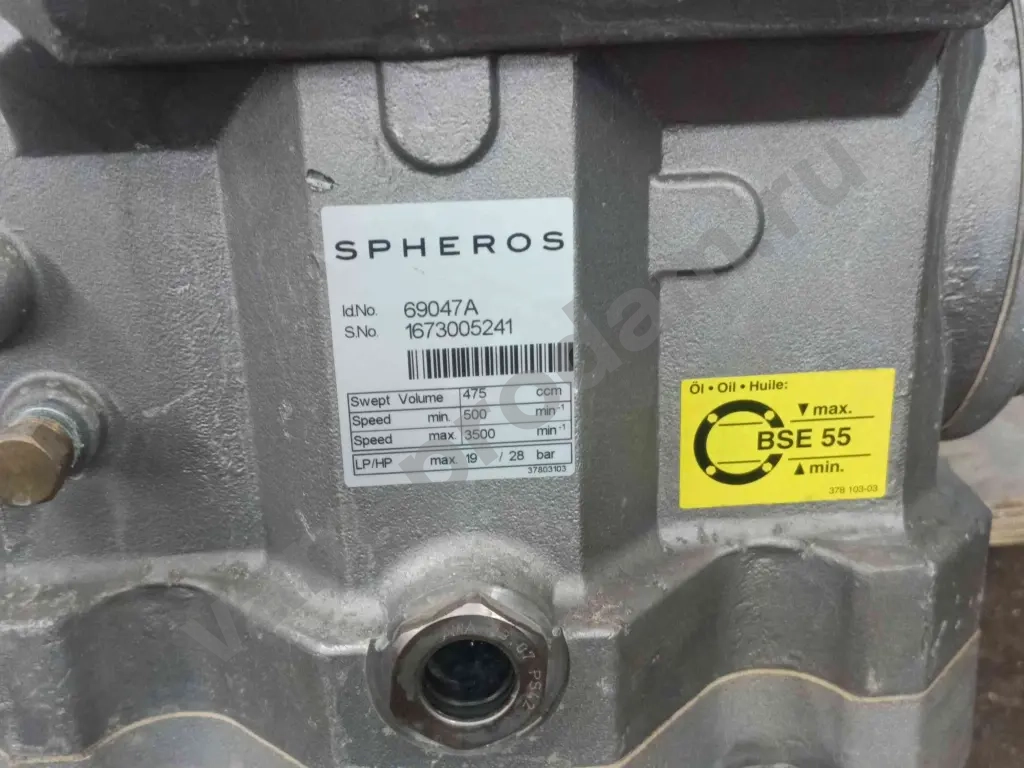 SPHEROS
Id.No. 69047A
S.No. 1673005241
Swept Volume 475 ccm
Speed min. 500 min⁻¹
Speed max. 3500 min⁻¹
LP/HP max. 19 / 28 bar
37803103
Öl • Oil • Huile:
▼ max.
BSE 55
▲ min.
378 103-03
PS42